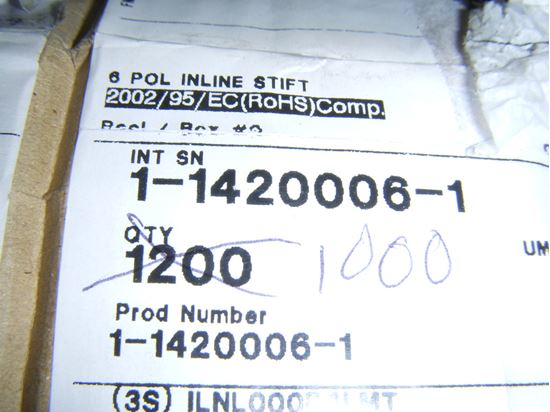 6 POL INLINE STIFT
2002/95/EC(RoHS)Comp.
INT SN
1-1420006-1
QTY
1200 1000
UM
Prod Number
1-1420006-1
(3S)